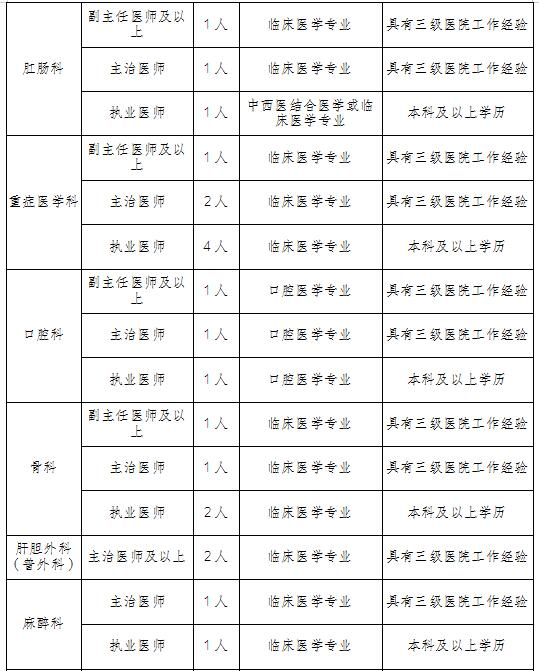 肛肠科
副主任医师及以
上
1人
临床医学专业
具有三级医院工作经验
主治医师
1人
临床医学专业
具有三级医院工作经验
执业医师
1人
中西医结合医学或临
床医学专业
本科及以上学历
重症医学科
副主任医师及以
上
1人
临床医学专业
具有三级医院工作经验
主治医师
2人
临床医学专业
具有三级医院工作经验
执业医师
4人
临床医学专业
本科及以上学历
口腔科
副主任医师及以
上
1人
口腔医学专业
具有三级医院工作经验
主治医师
1人
口腔医学专业
具有三级医院工作经验
执业医师
1人
口腔医学专业
本科及以上学历
骨科
副主任医师及以
上
1人
临床医学专业
具有三级医院工作经验
主治医师
1人
临床医学专业
具有三级医院工作经验
执业医师
2人
临床医学专业
本科及以上学历
肝胆外科
（普外科）
主治医师及以上
2人
临床医学专业
具有三级医院工作经验
麻醉科
主治医师
1人
临床医学专业
具有三级医院工作经验
执业医师
1人
临床医学专业
本科及以上学历